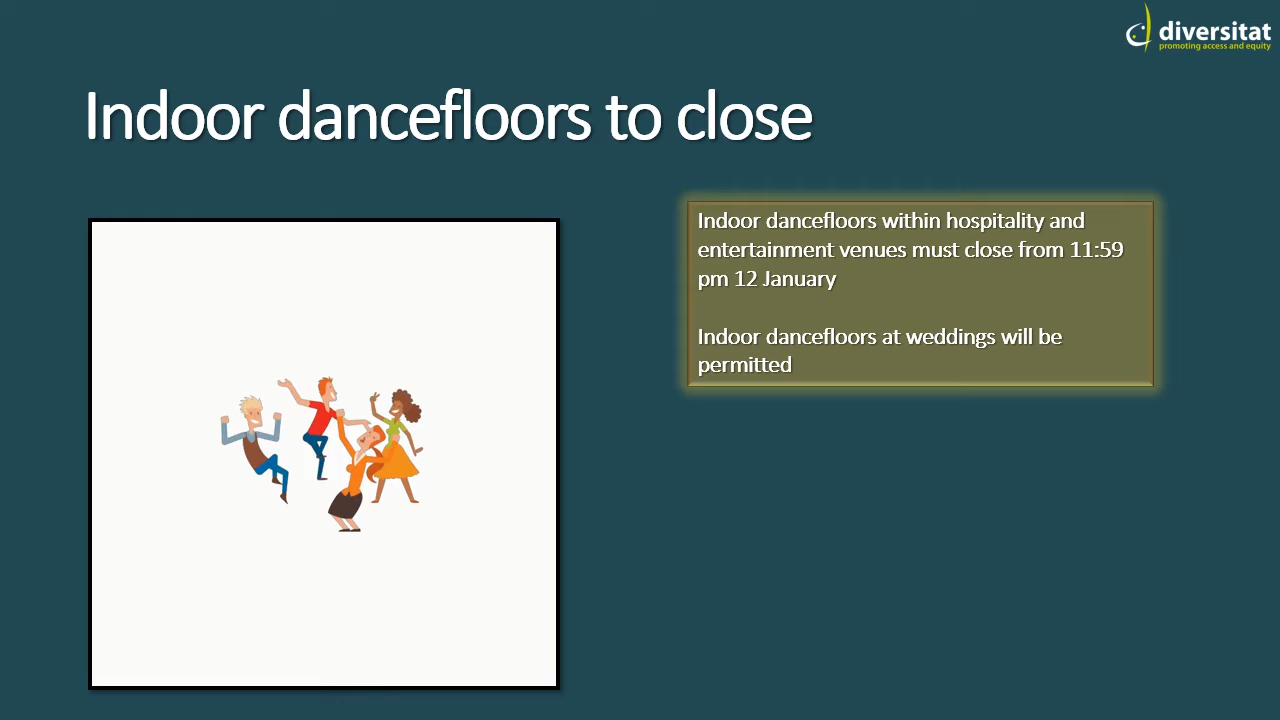 diversitat
promoting access and equity
Indoor dancefloors to close
Indoor dancefloors within hospitality and
entertainment venues must close from 11:59
pm 12 January
Indoor dancefloors at weddings will be
permitted